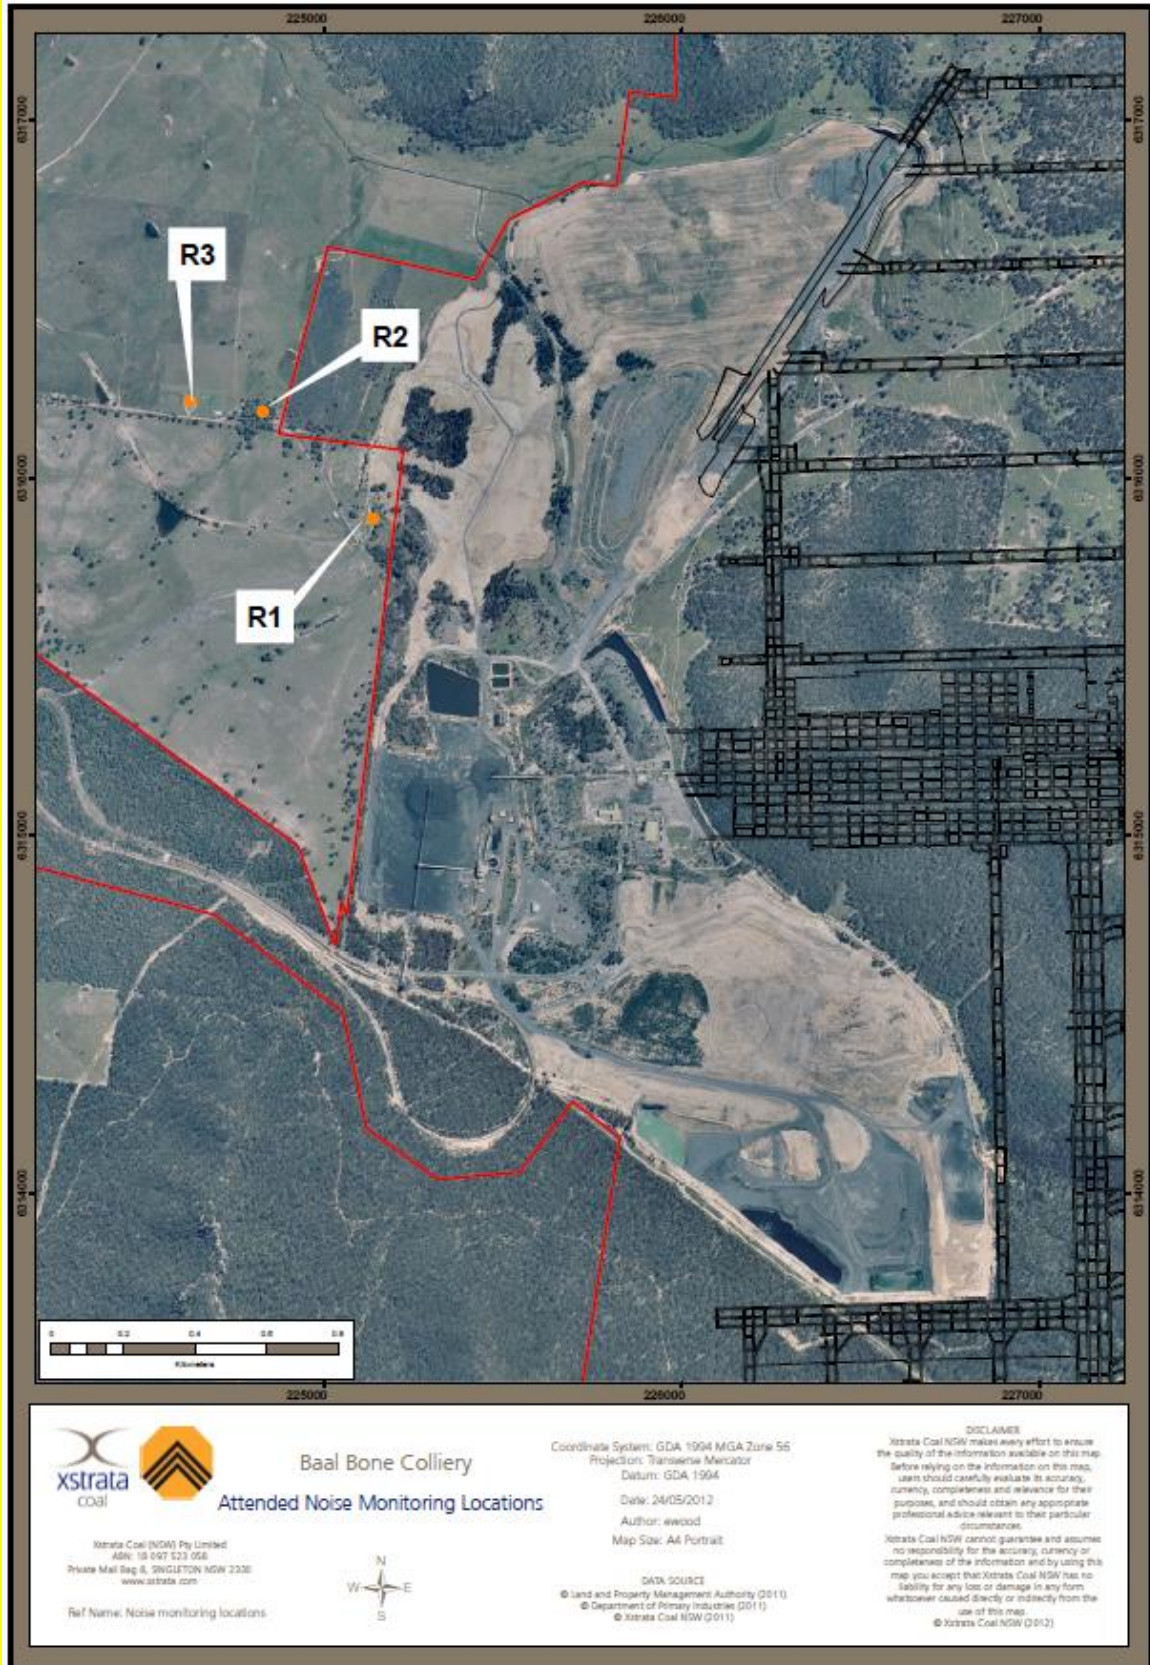 225000 226000 227000
6317000 6317000
R3
R2
6316000 6316000
R1
6315000 6315000
6314000 6314000
0 0.2 0.4 0.6 0.8
Kilometers
225000 226000 227000
xstrata
coal
Xstrata Coal (NSW) Pty Limited
Private Mail Bag 8, SINGLETON NSW 2330
www.xstrata.com
Ref Name: Noise monitoring locations
Baal Bone Colliery
Attended Noise Monitoring Locations
N
W E
S
Coordinate System: GDA 1994 MGA Zone 56
Projection: Transverse Mercator
Datum: GDA 1994
Date: 24/05/2012
Author: ewood
Map Size: A4 Portrait
DATA SOURCE
© Land and Property Management Authority (2011)
© Department of Primary Industries (2011)
© Xstrata Coal NSW (2011)
DISCLAIMER
Xstrata Coal NSW makes every effort to ensure
the quality of the information available on this map.
Before relying on the information on this map,
users should carefully evaluate its accuracy,
currency, completeness and relevance for their
purposes, and should obtain any appropriate
professional advice relevant to their particular
circumstances.
Xstrata Coal NSW cannot guarantee and assumes
no responsibility for the accuracy, currency or
completeness of the information and by using this
map you accept that Xstrata Coal NSW has no
liability for any loss or damage in any form
whatsoever caused directly or indirectly from the
use of this map.
© Xstrata Coal NSW (2012)